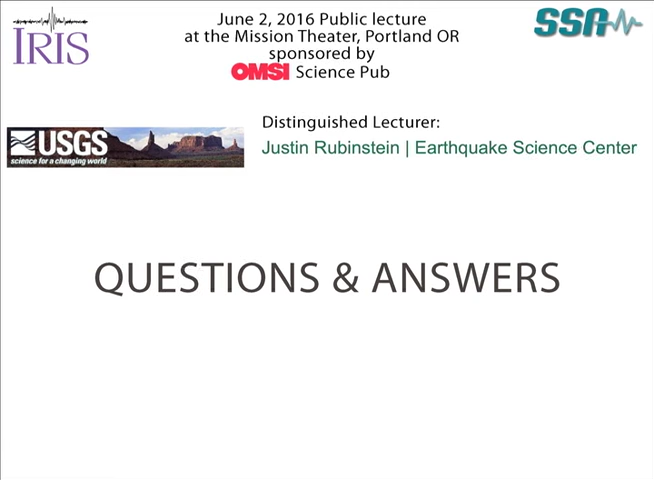 IRIS
June 2, 2016 Public lecture
at the Mission Theater, Portland OR
sponsored by
OMSI Science Pub
SSA
USGS
science for a changing world
Distinguished Lecturer:
Justin Rubinstein | Earthquake Science Center
QUESTIONS & ANSWERS